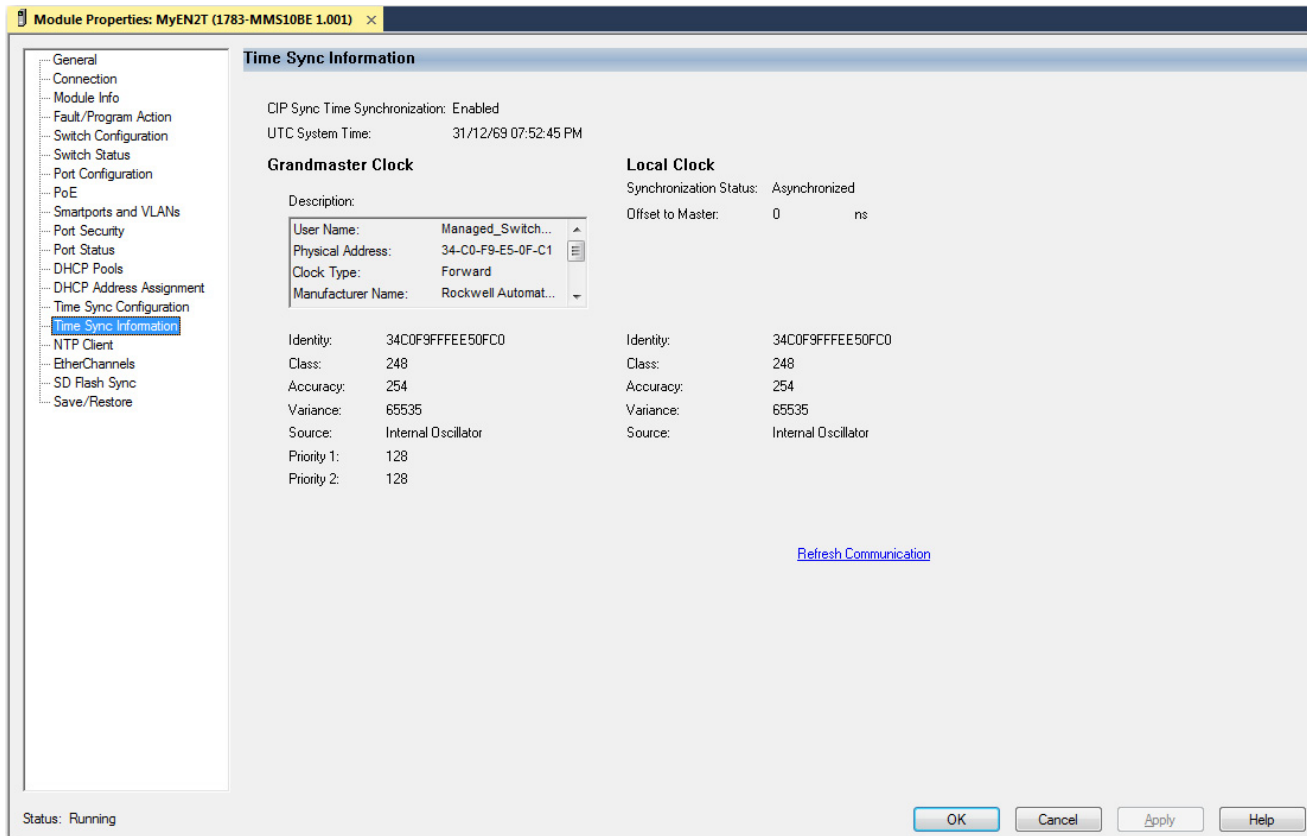 Module Properties: MyEN2T (1783-MMS10BE 1.001) ×
General
Connection
Module Info
Fault/Program Action
Switch Configuration
Switch Status
Port Configuration
PoE
Smartports and VLANs
Port Security
Port Status
DHCP Pools
DHCP Address Assignment
Time Sync Configuration
Time Sync Information
NTP Client
EtherChannels
SD Flash Sync
Save/Restore
Time Sync Information
CIP Sync Time Synchronization: Enabled
UTC System Time: 31/12/69 07:52:45 PM
Grandmaster Clock
Description:
User Name: Managed_Switch...
Physical Address: 34-C0-F9-E5-0F-C1
Clock Type: Forward
Manufacturer Name: Rockwell Automat...
Identity: 34C0F9FFFEE50FC0
Class: 248
Accuracy: 254
Variance: 65535
Source: Internal Oscillator
Priority 1: 128
Priority 2: 128
Local Clock
Synchronization Status: Asynchronized
Offset to Master: 0 ns
Identity: 34C0F9FFFEE50FC0
Class: 248
Accuracy: 254
Variance: 65535
Source: Internal Oscillator
Refresh Communication
Status: Running
OK Cancel Apply Help